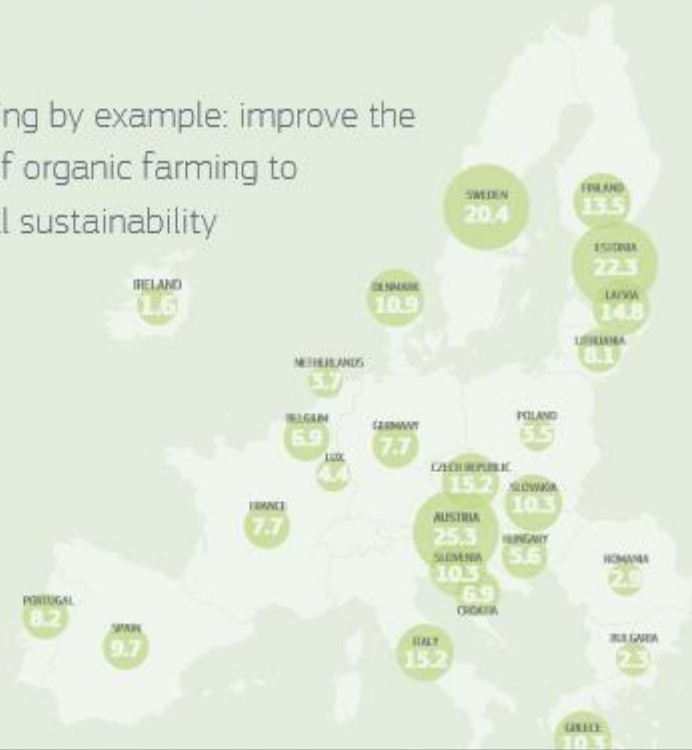 ing by example: improve the
f organic farming to
l sustainability
SWEDEN
20.4
FINLAND
13.5
ESTONIA
22.3
IRELAND
1.6
DENMARK
10.9
LATVIA
14.8
LITHUANIA
8.1
NETHERLANDS
3.7
BELGIUM
6.9
GERMANY
7.7
POLAND
3.5
LUX
4.4
CZECH REPUBLIC
15.2
SLOVAKIA
10.3
FRANCE
7.7
AUSTRIA
25.3
HUNGARY
5.6
SLOVENIA
10.3
ROMANIA
2.9
6.9
CROATIA
PORTUGAL
8.2
SPAIN
9.7
ITALY
15.2
BULGARIA
2.3
GREECE
10.3